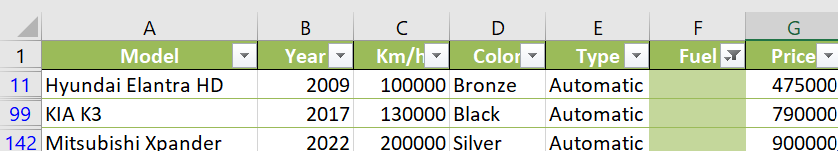 A B C D E F G
1 Model Year Km/h Color Type Fuel Price
11 Hyundai Elantra HD 2009 100000 Bronze Automatic 475000
99 KIA K3 2017 130000 Black Automatic 790000
142 Mitsubishi Xpander 2022 200000 Silver Automatic 900000